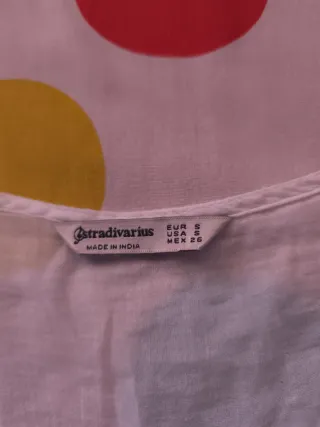 stradivarius
MADE IN INDIA
EUR S
USA S
MEX 26